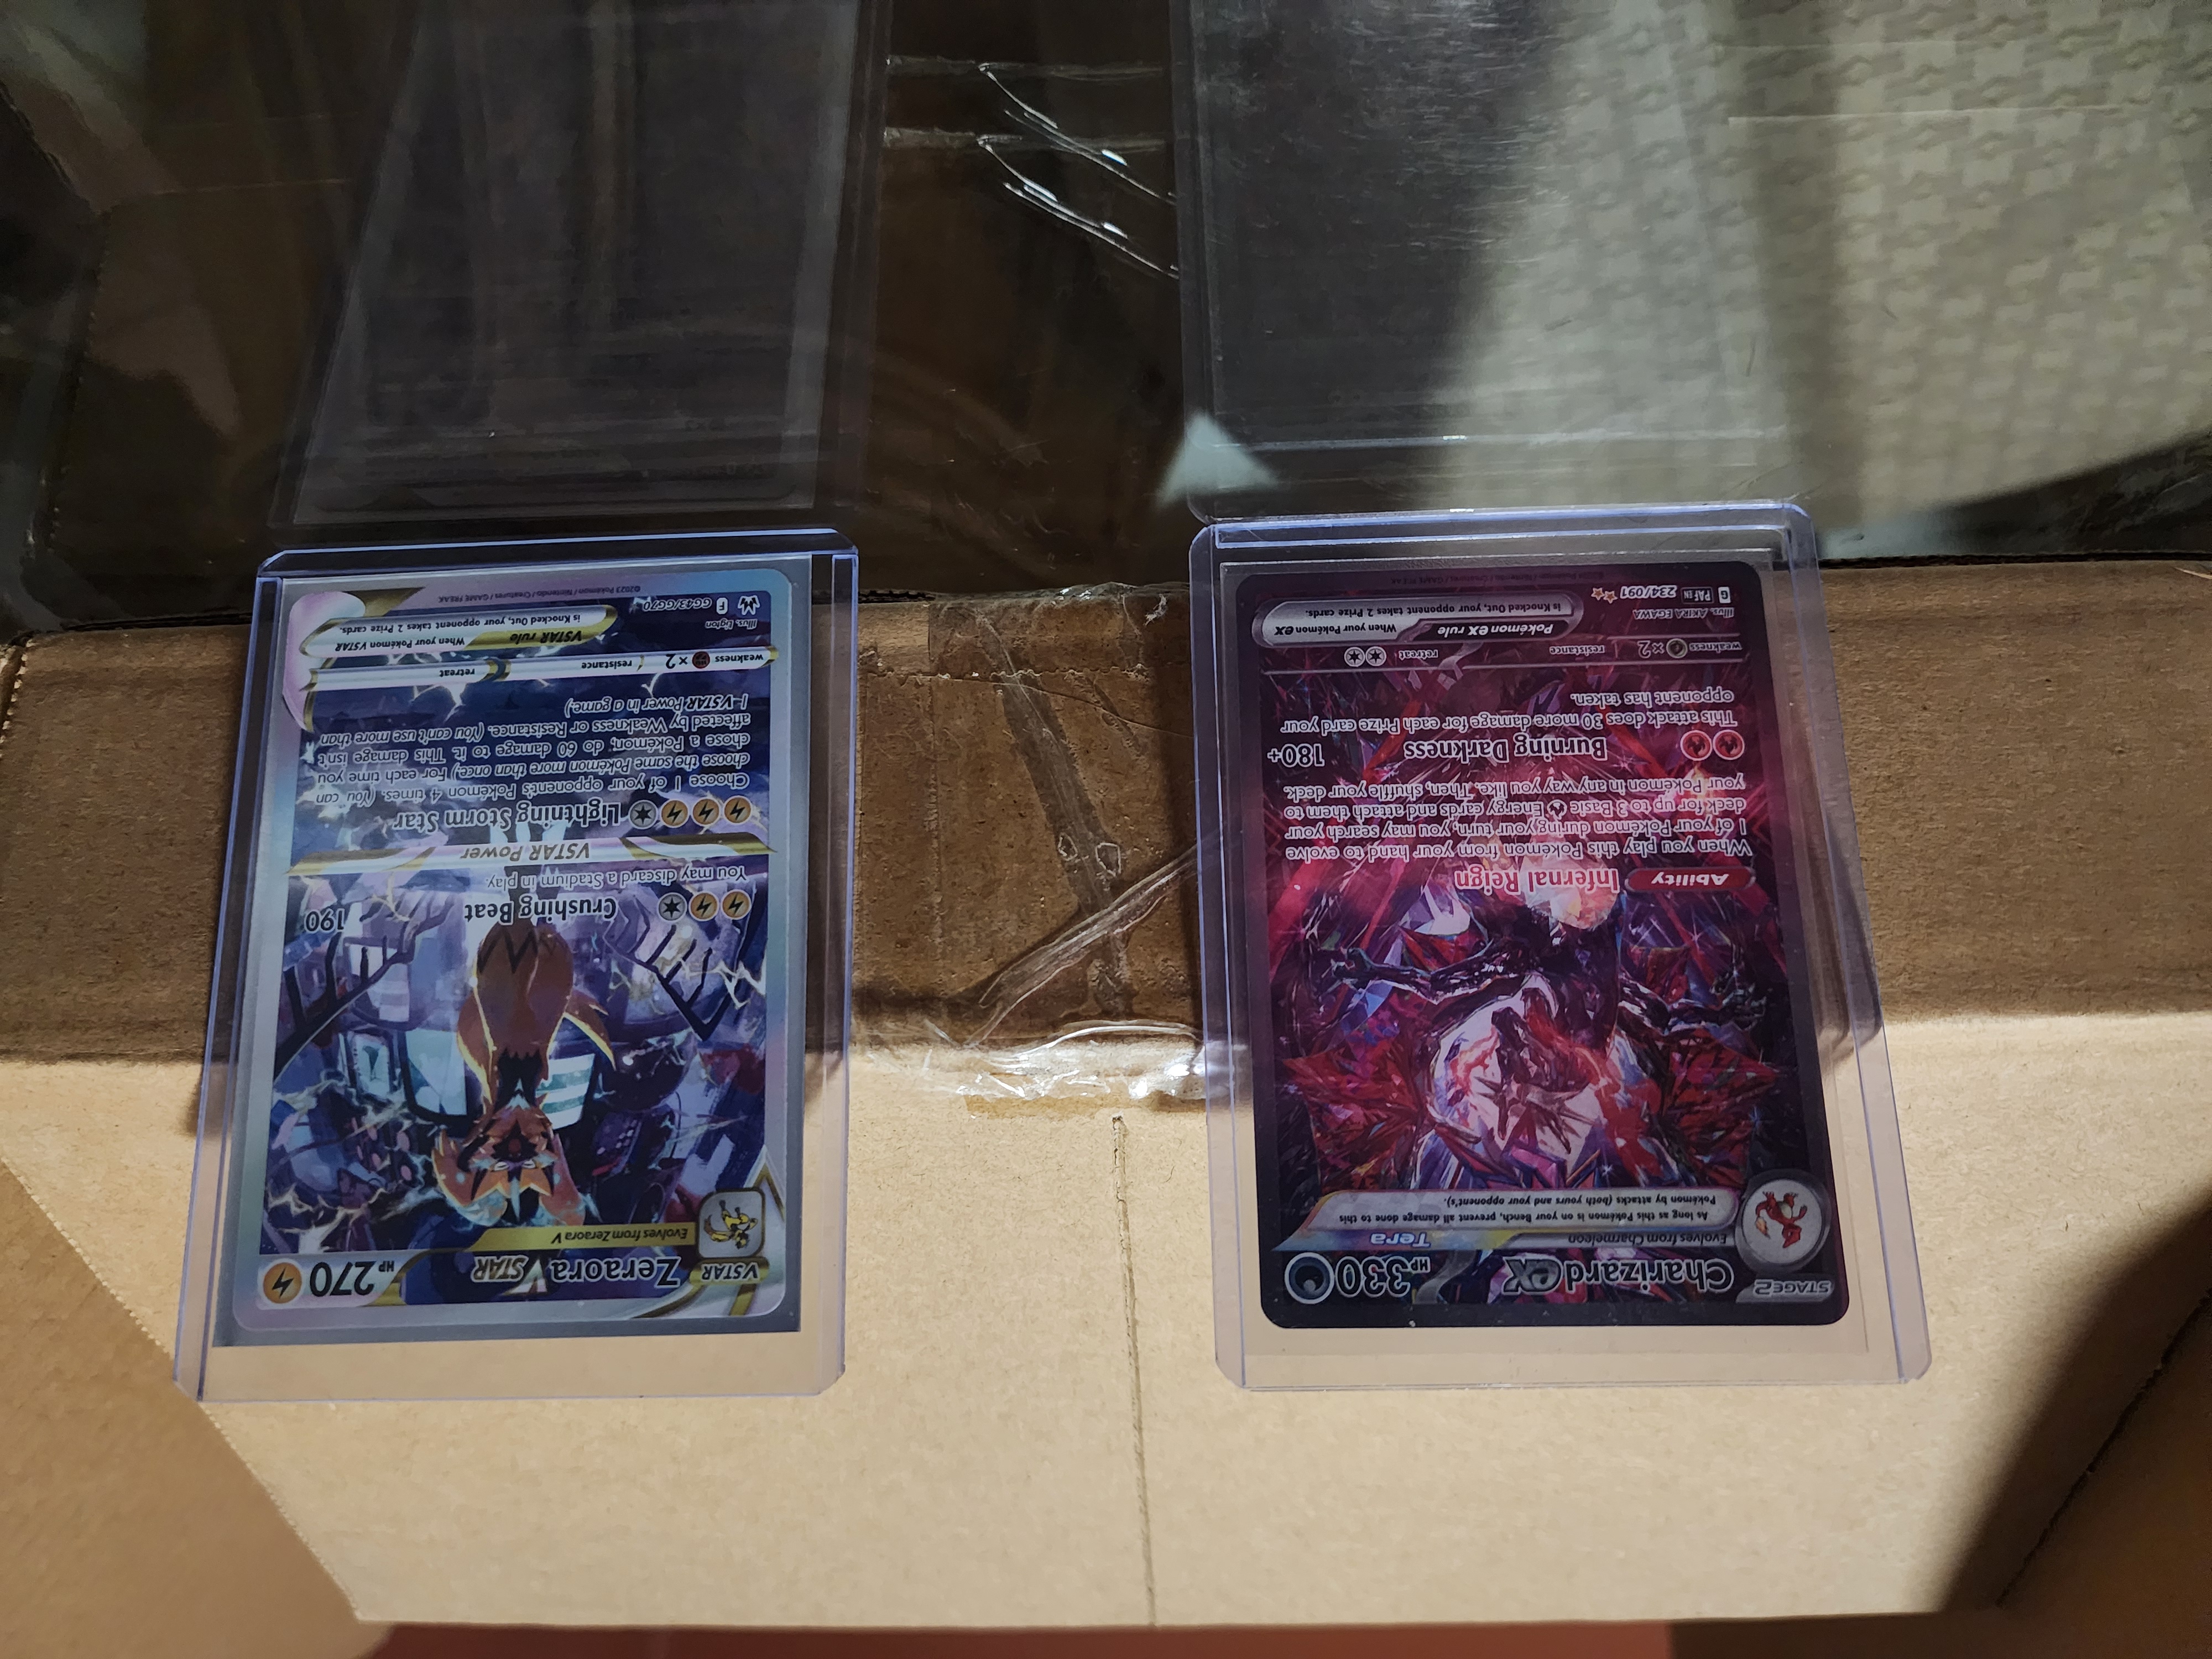 STAGE2 Charizard ex HP 330
Evolves from Charmeleon Tera
As long as this Pokémon is on your Bench, prevent all damage done to this
Pokémon by attacks (both yours and your opponent's).
Ability Infernal Reign
When you play this Pokémon from your hand to evolve
1 of your Pokémon during your turn, you may search your
deck for up to 3 Basic Energy cards and attach them to
your Pokémon in any way you like. Then, shuffle your deck.
Burning Darkness 180+
This attack does 30 more damage for each Prize card your
opponent has taken.
weakness ×2 resistance retreat
Pokémon ex rule When your Pokémon ex
is Knocked Out, your opponent takes 2 Prize cards.
Illus. AKIRA EGAWA
G PAF EN 234/091
©2024 Pokémon / Nintendo / Creatures / GAME FREAK
VSTAR Zeraora VSTAR HP 270
Evolves from Zeraora V
Crushing Beat 190
You may discard a Stadium in play.
VSTAR Power
Lightning Storm Star
Choose 1 of your opponent's Pokémon 4 times. (You can
choose the same Pokémon more than once.) For each time you
chose a Pokémon, do 60 damage to it. This damage isn't
affected by Weakness or Resistance. (You can't use more than
1 VSTAR Power in a game.)
weakness ×2 resistance retreat
VSTAR rule When your Pokémon VSTAR
is Knocked Out, your opponent takes 2 Prize cards.
Illus. Ligton
F GG43/GG70
©2023 Pokémon / Nintendo / Creatures / GAME FREAK